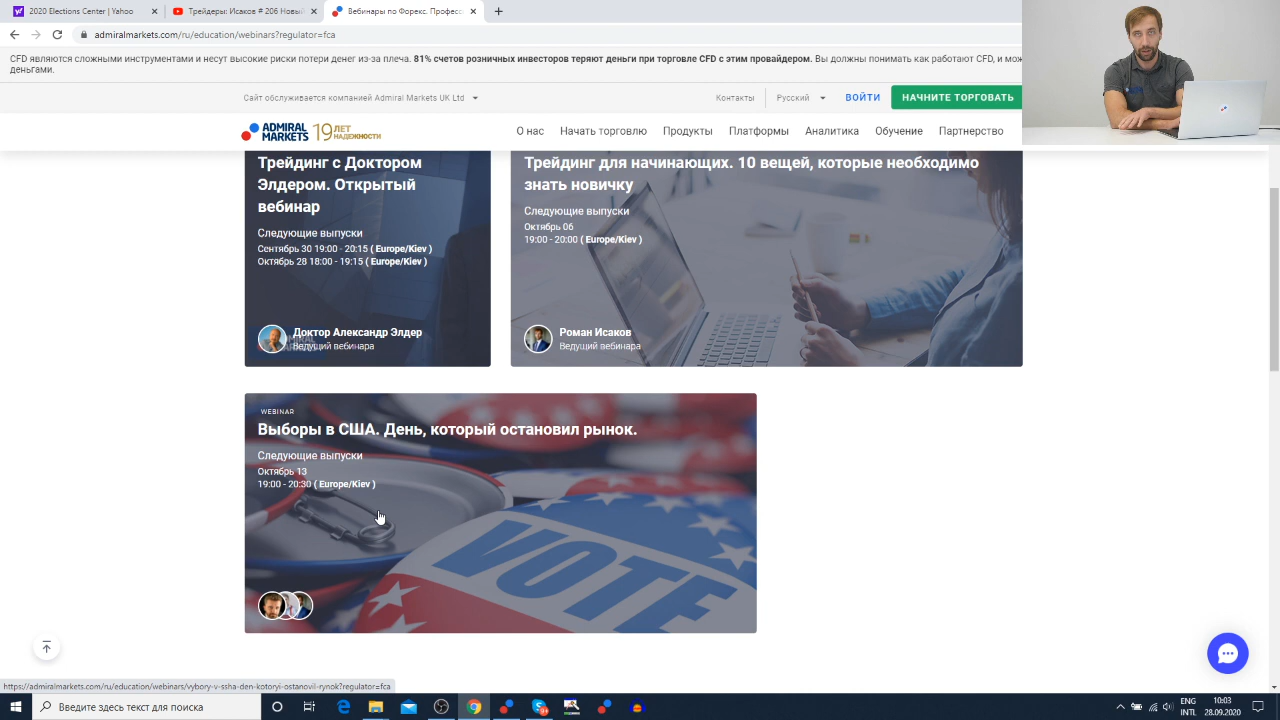 2020 Elections Center | Yahoo
Трейдеры: Исаков # 206 Новый
Вебинары по Форекс. Професс
admiralmarkets.com/ru/education/webinars?regulator=fca
CFD являются сложными инструментами и несут высокие риски потери денег из-за плеча. 81% счетов розничных инвесторов теряют деньги при торговле CFD с этим провайдером. Вы должны понимать как работают CFD, и мож
деньгами.
Сайт обслуживается компанией Admiral Markets UK Ltd
Контакты
Русский
ВОЙТИ
НАЧНИТЕ ТОРГОВАТЬ
ADMIRAL
MARKETS
19 ЛЕТ
НАДЕЖНОСТИ
О нас
Начать торговлю
Продукты
Платформы
Аналитика
Обучение
Партнерство
Трейдинг с Доктором
Элдером. Открытый
вебинар
Следующие выпуски
Сентябрь 30 19:00 - 20:15 ( Europe/Kiev )
Октябрь 28 18:00 - 19:15 ( Europe/Kiev )
Доктор Александр Элдер
Ведущий вебинара
Трейдинг для начинающих. 10 вещей, которые необходимо
знать новичку
Следующие выпуски
Октябрь 06
19:00 - 20:00 ( Europe/Kiev )
Роман Исаков
Ведущий вебинара
WEBINAR
Выборы в США. День, который остановил рынок.
Следующие выпуски
Октябрь 13
19:00 - 20:30 ( Europe/Kiev )
VOTE
https://admiralmarkets.com/ru/education/webinars/vybory-v-ssha-den-kotoryi-ostanovil-rynok?regulator=fca
Введите здесь текст для поиска
ENG
INTL
10:03
28.09.2020